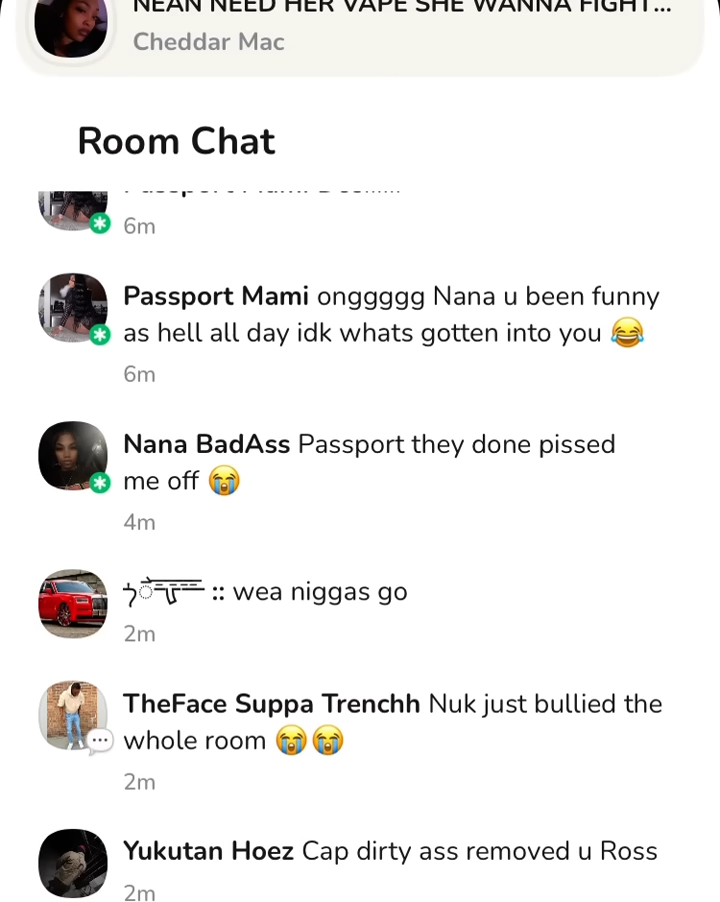 NEAN NEED HER VAPE SHE WANNA FIGHT...
Cheddar Mac
Room Chat
6m
Passport Mami onggggg Nana u been funny
as hell all day idk whats gotten into you 😂
6m
Nana BadAss Passport they done pissed
me off 😭
4m
:: wea niggas go
2m
TheFace Suppa Trenchh Nuk just bullied the
whole room 😭😭
2m
Yukutan Hoez Cap dirty ass removed u Ross
2m